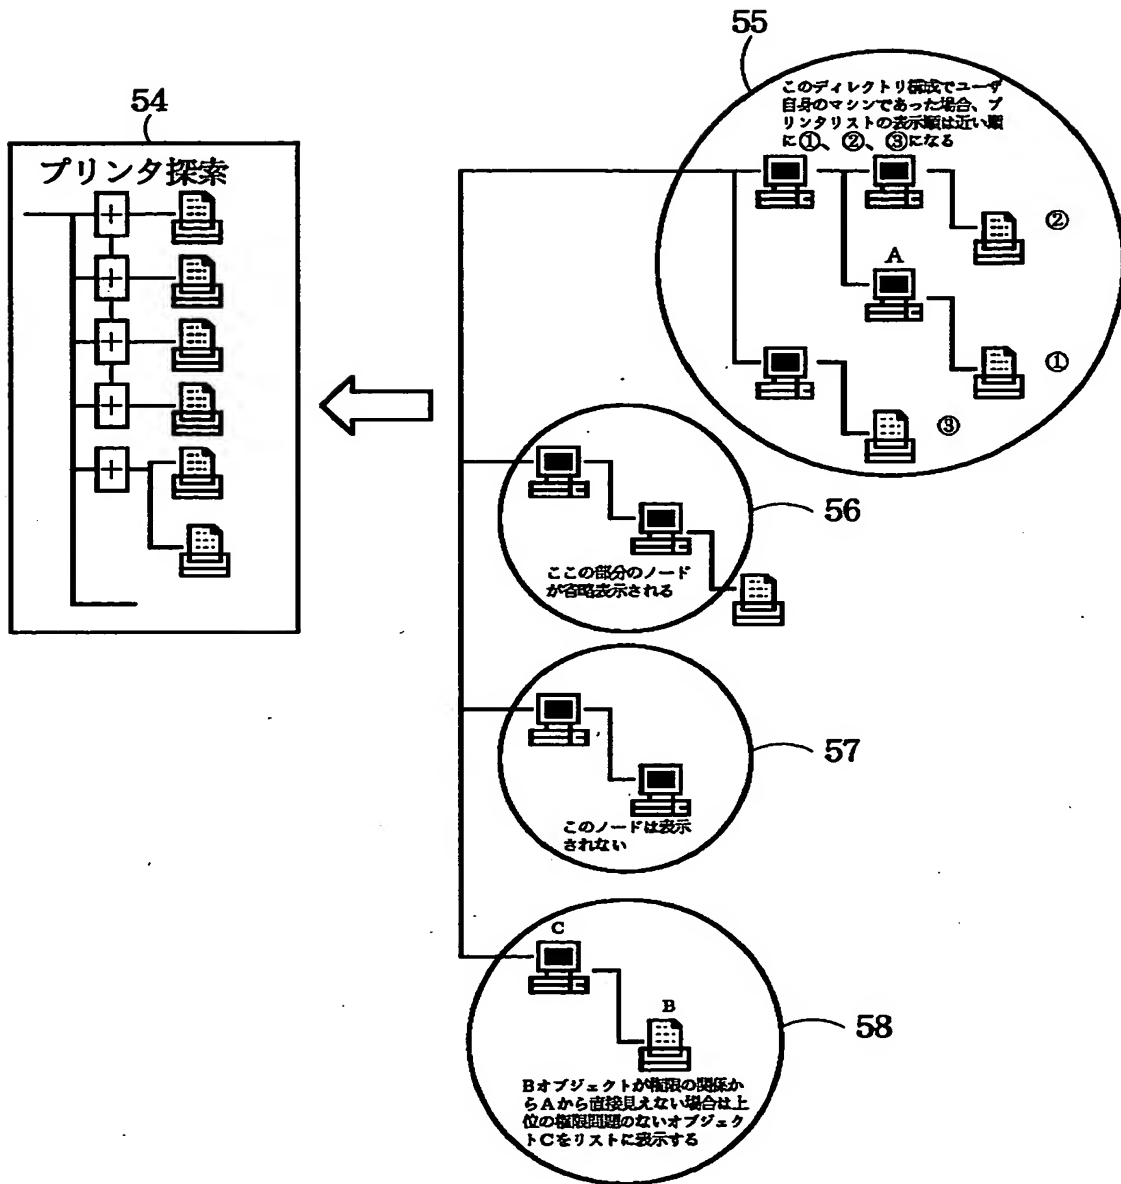 55
このディレクトリ構成でユーザ
自身のマシンであった場合、プ
リンタリストの表示順は近い順
に①、②、③になる
②
A
①
③
54
プリンタ探索
56
ここの部分のノード
が省略表示される
57
このノードは表示
されない
58
C
B
Bオブジェクトが権限の関係か
らAから直接見えない場合は上
位の権限問題のないオブジェク
トCをリストに表示する